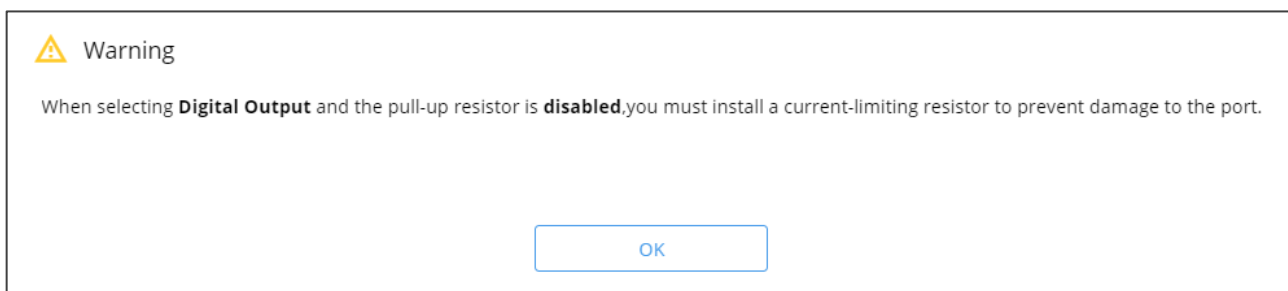 Warning
When selecting Digital Output and the pull-up resistor is disabled,you must install a current-limiting resistor to prevent damage to the port.
OK